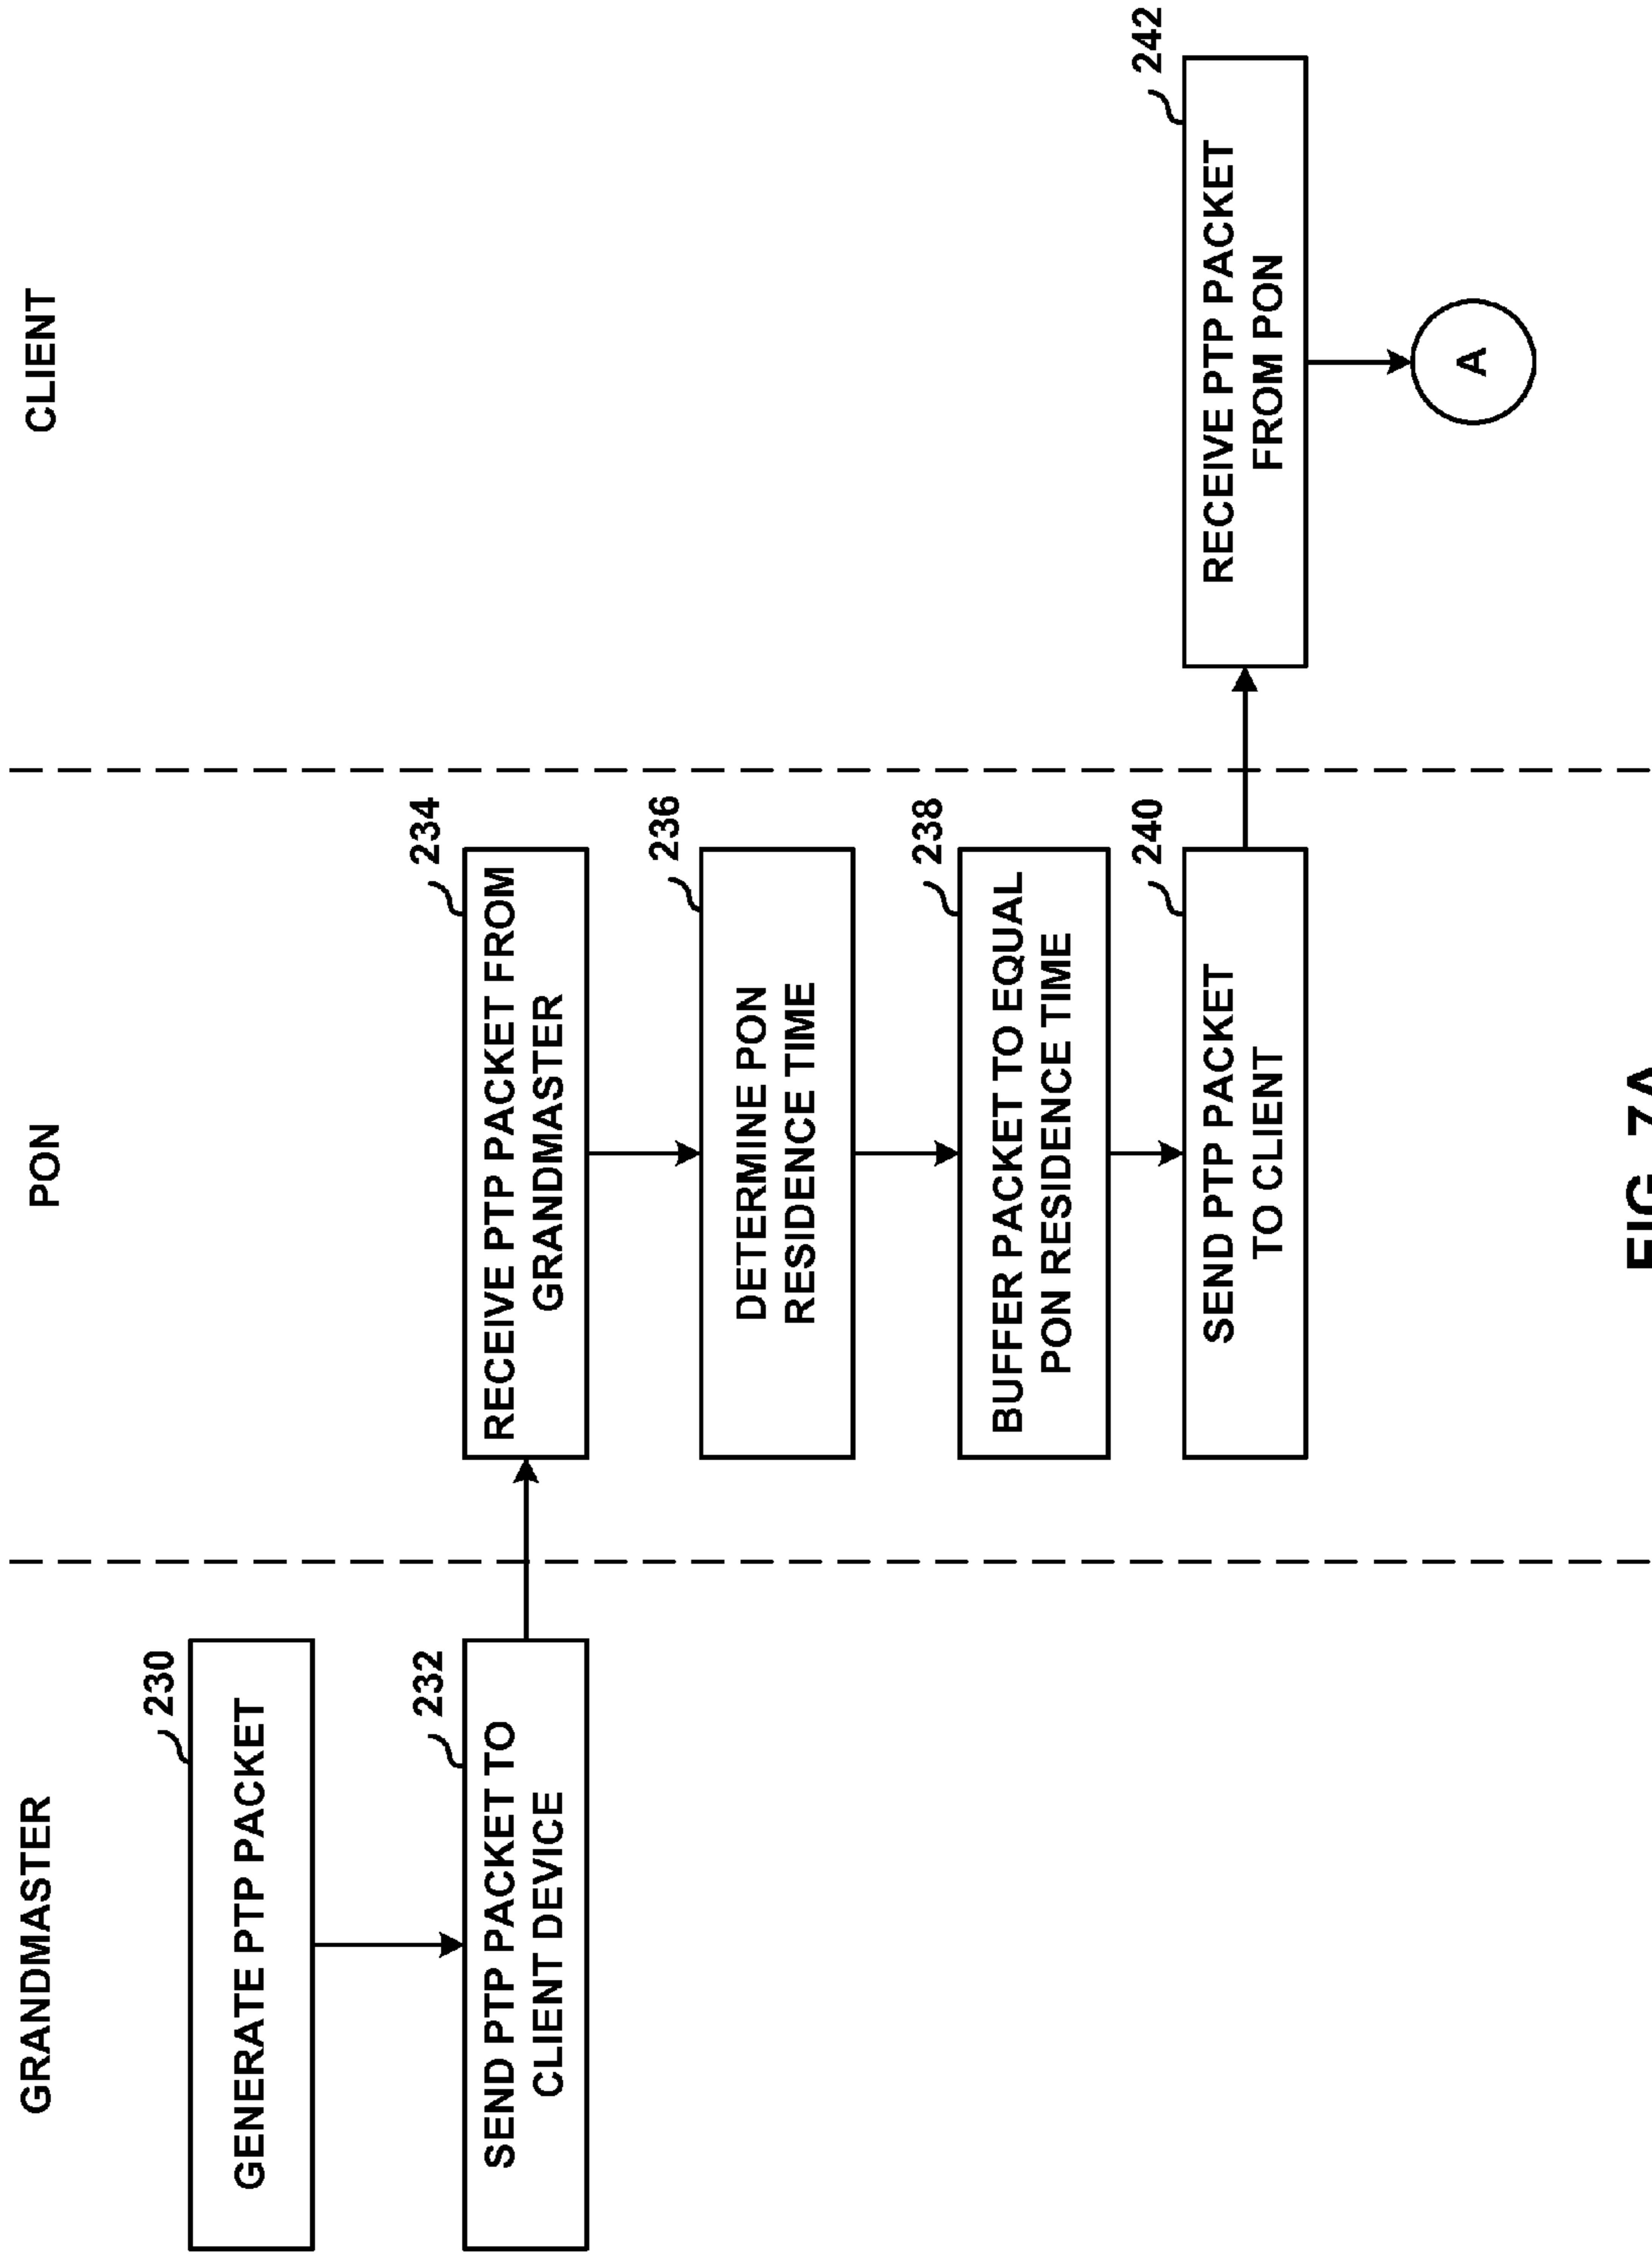 GRANDMASTER
PON
CLIENT
230
GENERATE PTP PACKET
232
SEND PTP PACKET TO
CLIENT DEVICE
234
RECEIVE PTP PACKET FROM
GRANDMASTER
236
DETERMINE PON
RESIDENCE TIME
238
BUFFER PACKET TO EQUAL
PON RESIDENCE TIME
240
SEND PTP PACKET
TO CLIENT
242
RECEIVE PTP PACKET
FROM PON
A
FIG. 7A